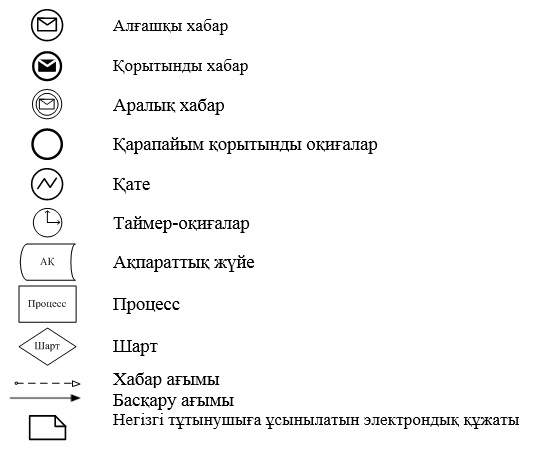 Алғашқы хабар
Қорытынды хабар
Аралық хабар
Қарапайым қорытынды оқиғалар
Қате
Таймер-оқиғалар
АҚ Ақпараттық жүйе
Процесс Процесс
Шарт Шарт
Хабар ағымы
Басқару ағымы
Негізгі тұтынушыға ұсынылатын электрондық құжаты